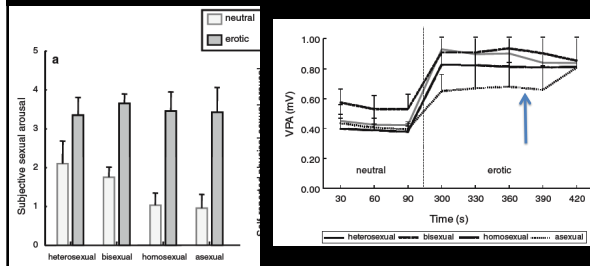 neutral
erotic
a
5
4
3
2
1
0
Subjective sexual arousal
heterosexual bisexual homosexual asexual
1.00
0.80
0.60
0.40
0.20
0.00
VPA (mV)
neutral erotic
30 60 90 300 330 360 390 420
Time (s)
heterosexual bisexual homosexual asexual